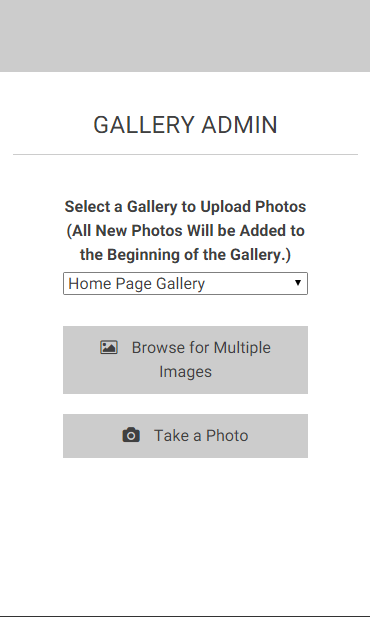 GALLERY ADMIN
Select a Gallery to Upload Photos
(All New Photos Will be Added to
the Beginning of the Gallery.)
Home Page Gallery
Browse for Multiple
Images
Take a Photo